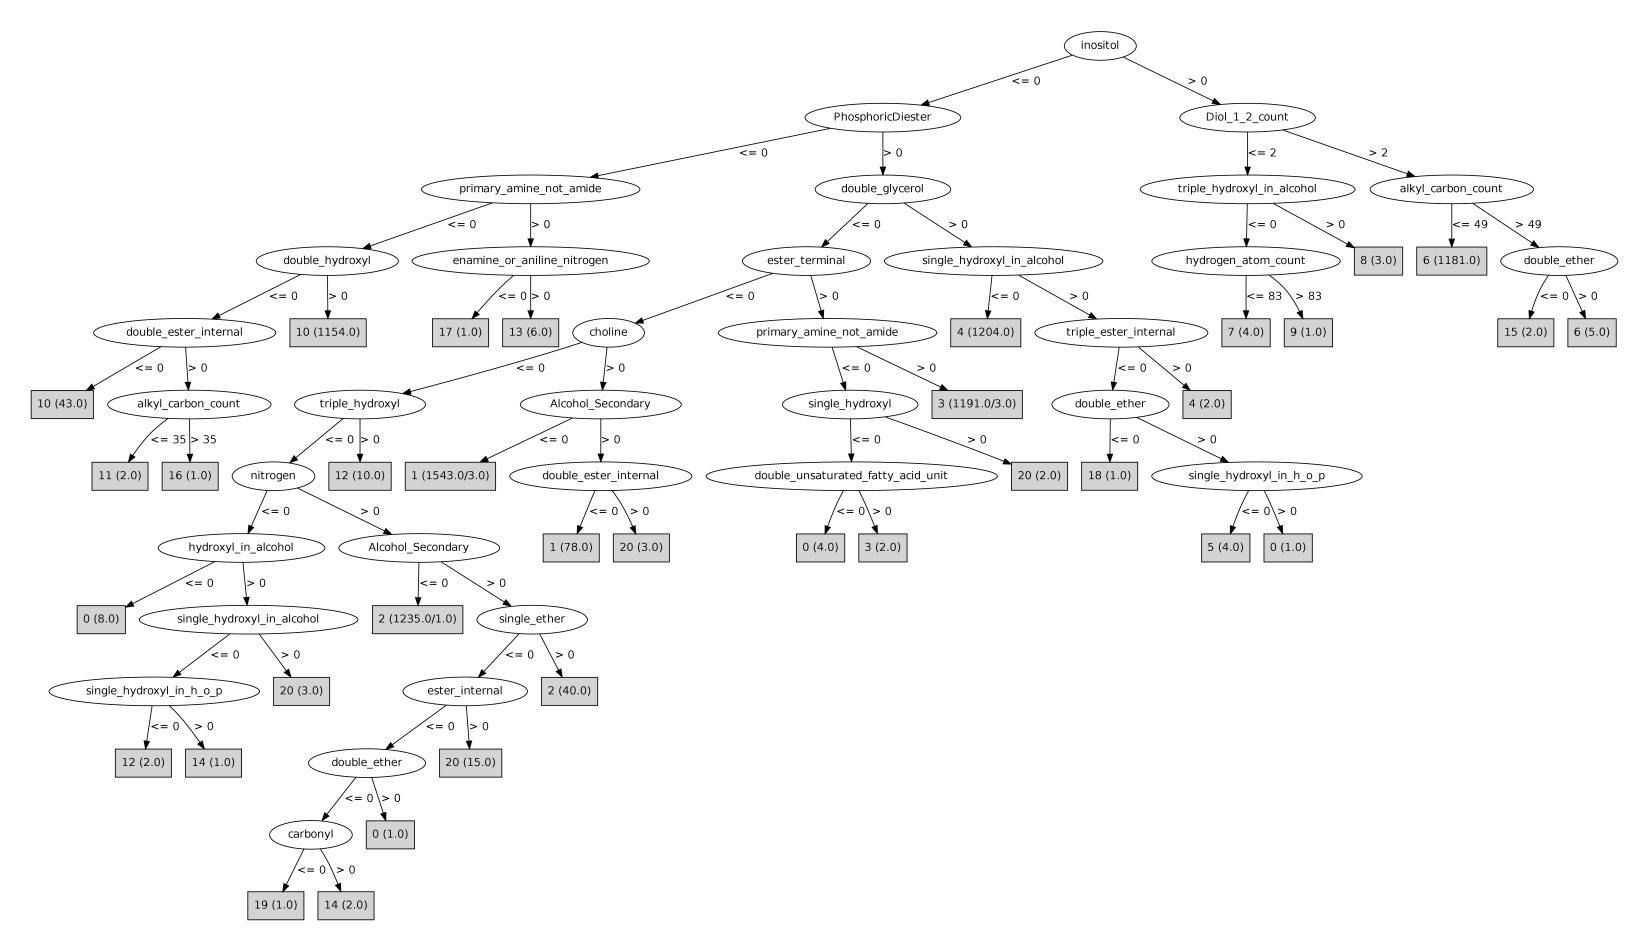 inositol
<= 0 > 0
PhosphoricDiester Diol_1_2_count
<= 0 > 0 <= 2 > 2
primary_amine_not_amide double_glycerol triple_hydroxyl_in_alcohol alkyl_carbon_count
<= 0 > 0 <= 0 > 0 <= 0 > 0 <= 49 > 49
double_hydroxyl enamine_or_aniline_nitrogen ester_terminal single_hydroxyl_in_alcohol hydrogen_atom_count 8 (3.0) 6 (1181.0) double_ether
<= 0 > 0 <= 0 > 0 <= 0 > 0 <= 0 > 0 <= 83 > 83 <= 0 > 0
double_ester_internal 10 (1154.0) 17 (1.0) 13 (6.0) choline primary_amine_not_amide 4 (1204.0) triple_ester_internal 7 (4.0) 9 (1.0) 15 (2.0) 6 (5.0)
<= 0 > 0 <= 0 > 0 <= 0 > 0 <= 0 > 0
10 (43.0) alkyl_carbon_count triple_hydroxyl Alcohol_Secondary single_hydroxyl 3 (1191.0/3.0) double_ether 4 (2.0)
<= 35 > 35 <= 0 > 0 <= 0 > 0 <= 0 > 0 <= 0 > 0
11 (2.0) 16 (1.0) nitrogen 12 (10.0) 1 (1543.0/3.0) double_ester_internal double_unsaturated_fatty_acid_unit 20 (2.0) 18 (1.0) single_hydroxyl_in_h_o_p
<= 0 > 0 <= 0 > 0 <= 0 > 0 <= 0 > 0
hydroxyl_in_alcohol Alcohol_Secondary 1 (78.0) 20 (3.0) 0 (4.0) 3 (2.0) 5 (4.0) 0 (1.0)
<= 0 > 0 <= 0 > 0
0 (8.0) single_hydroxyl_in_alcohol 2 (1235.0/1.0) single_ether
<= 0 > 0 <= 0 > 0
single_hydroxyl_in_h_o_p 20 (3.0) ester_internal 2 (40.0)
<= 0 > 0 <= 0 > 0
12 (2.0) 14 (1.0) double_ether 20 (15.0)
<= 0 > 0
carbonyl 0 (1.0)
<= 0 > 0
19 (1.0) 14 (2.0)